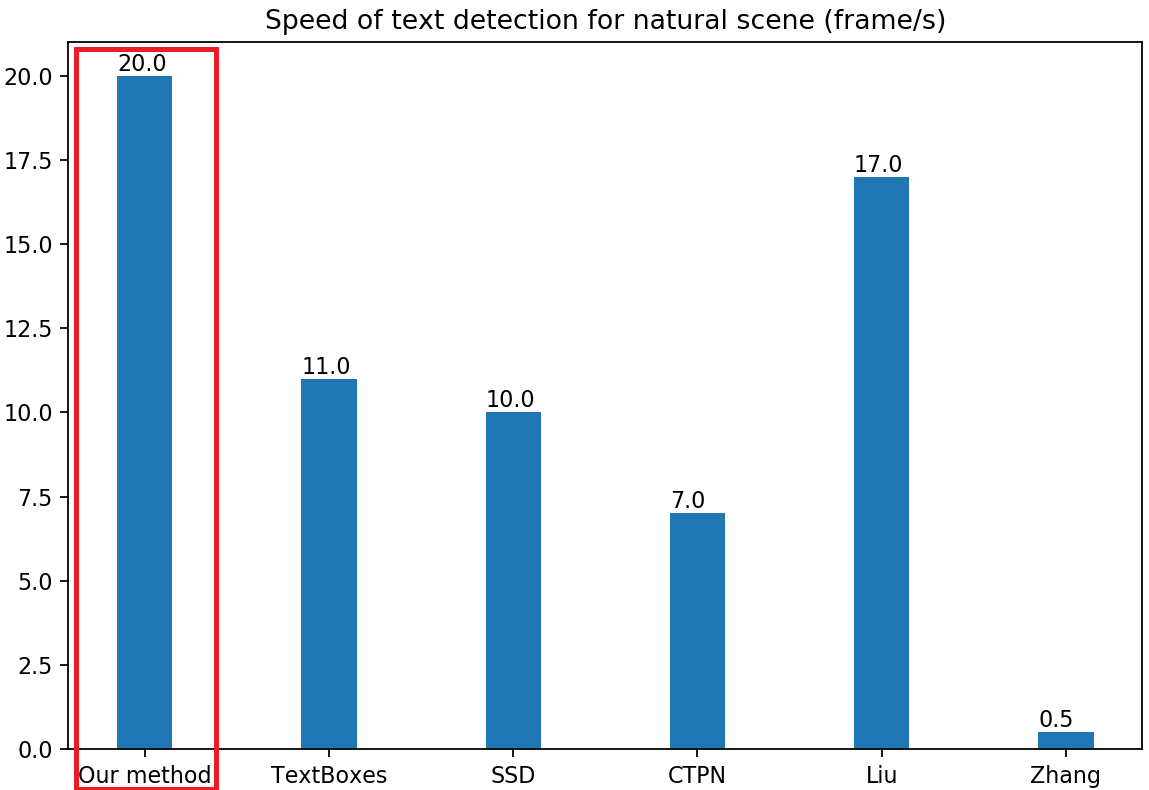 Speed of text detection for natural scene (frame/s)
20.0
17.5
15.0
12.5
10.0
7.5
5.0
2.5
0.0
20.0
11.0
10.0
7.0
17.0
0.5
Our method
TextBoxes
SSD
CTPN
Liu
Zhang